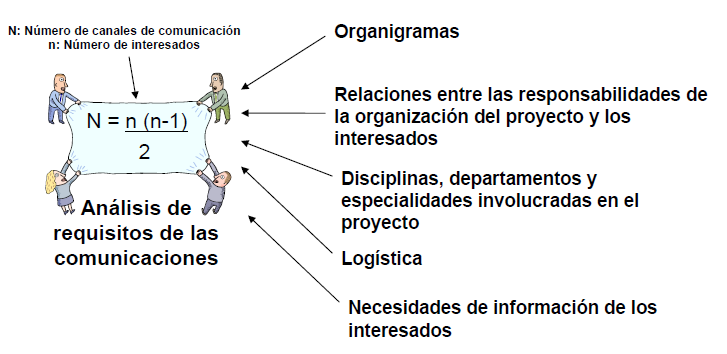 N: Número de canales de comunicación
n: Número de interesados
N = n (n-1)
2
Análisis de
requisitos de las
comunicaciones
Organigramas
Relaciones entre las responsabilidades de
la organización del proyecto y los
interesados
Disciplinas, departamentos y
especialidades involucradas en el
proyecto
Logística
Necesidades de información de los
interesados